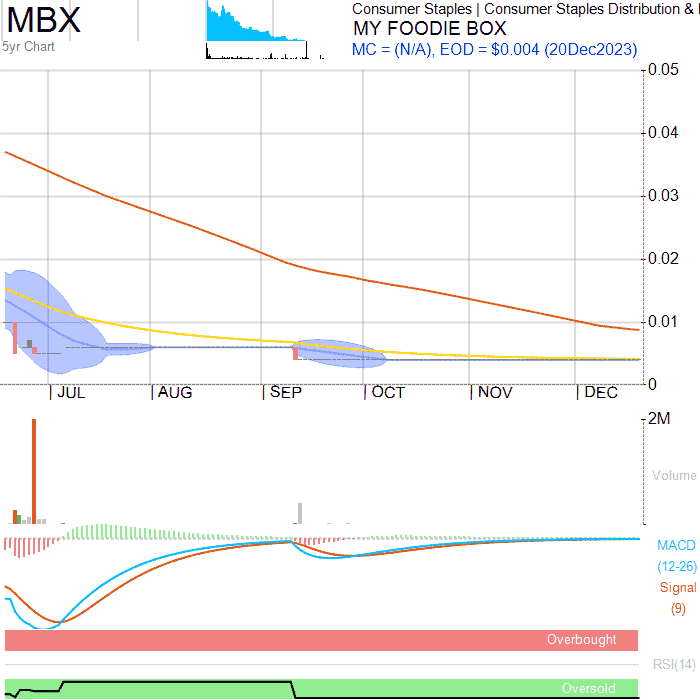 MBX
5yr Chart
Consumer Staples | Consumer Staples Distribution &
MY FOODIE BOX
MC = (N/A), EOD = $0.004 (20Dec2023)
0.05
0.04
0.03
0.02
0.01
0
JUL
AUG
SEP
OCT
NOV
DEC
2M
Volume
MACD
(12-26)
Signal
(9)
Overbought
RSI(14)
Oversold